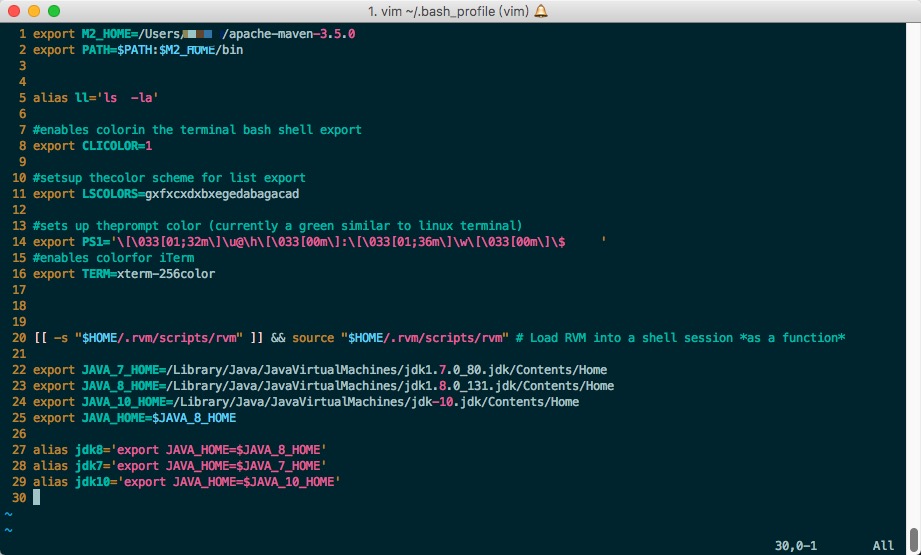 1. vim ~/.bash_profile (vim)
1 export M2_HOME=/Users/ /apache-maven-3.5.0
2 export PATH=$PATH:$M2_HOME/bin
3
4
5 alias ll='ls  -la'
6
7 #enables colorin the terminal bash shell export
8 export CLICOLOR=1
9
10 #setsup thecolor scheme for list export
11 export LSCOLORS=gxfxcxdxbxegedabagacad
12
13 #sets up theprompt color (currently a green similar to linux terminal)
14 export PS1='\[\033[01;32m\]\u@\h\[\033[00m\]:\[\033[01;36m\]\w\[\033[00m\]\$     '
15 #enables colorfor iTerm
16 export TERM=xterm-256color
17
18
19
20 [[ -s "$HOME/.rvm/scripts/rvm" ]] && source "$HOME/.rvm/scripts/rvm" # Load RVM into a shell session *as a function*
21
22 export JAVA_7_HOME=/Library/Java/JavaVirtualMachines/jdk1.7.0_80.jdk/Contents/Home
23 export JAVA_8_HOME=/Library/Java/JavaVirtualMachines/jdk1.8.0_131.jdk/Contents/Home
24 export JAVA_10_HOME=/Library/Java/JavaVirtualMachines/jdk-10.jdk/Contents/Home
25 export JAVA_HOME=$JAVA_8_HOME
26
27 alias jdk8='export JAVA_HOME=$JAVA_8_HOME'
28 alias jdk7='export JAVA_HOME=$JAVA_7_HOME'
29 alias jdk10='export JAVA_HOME=$JAVA_10_HOME'
30
~
~
30,0-1 All